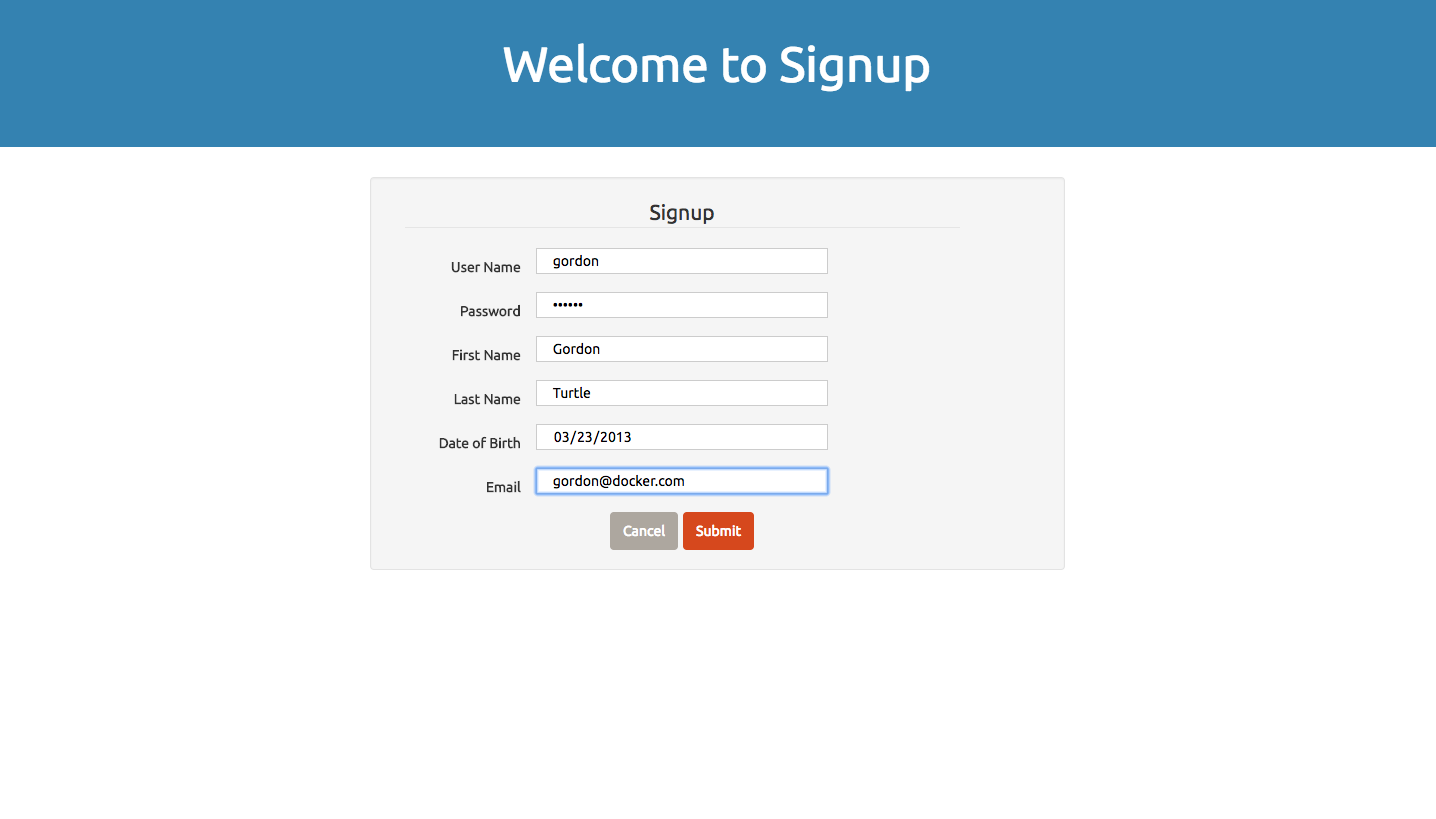 Welcome to Signup
Signup
User Name gordon
Password ••••••
First Name Gordon
Last Name Turtle
Date of Birth 03/23/2013
Email gordon@docker.com
Cancel Submit